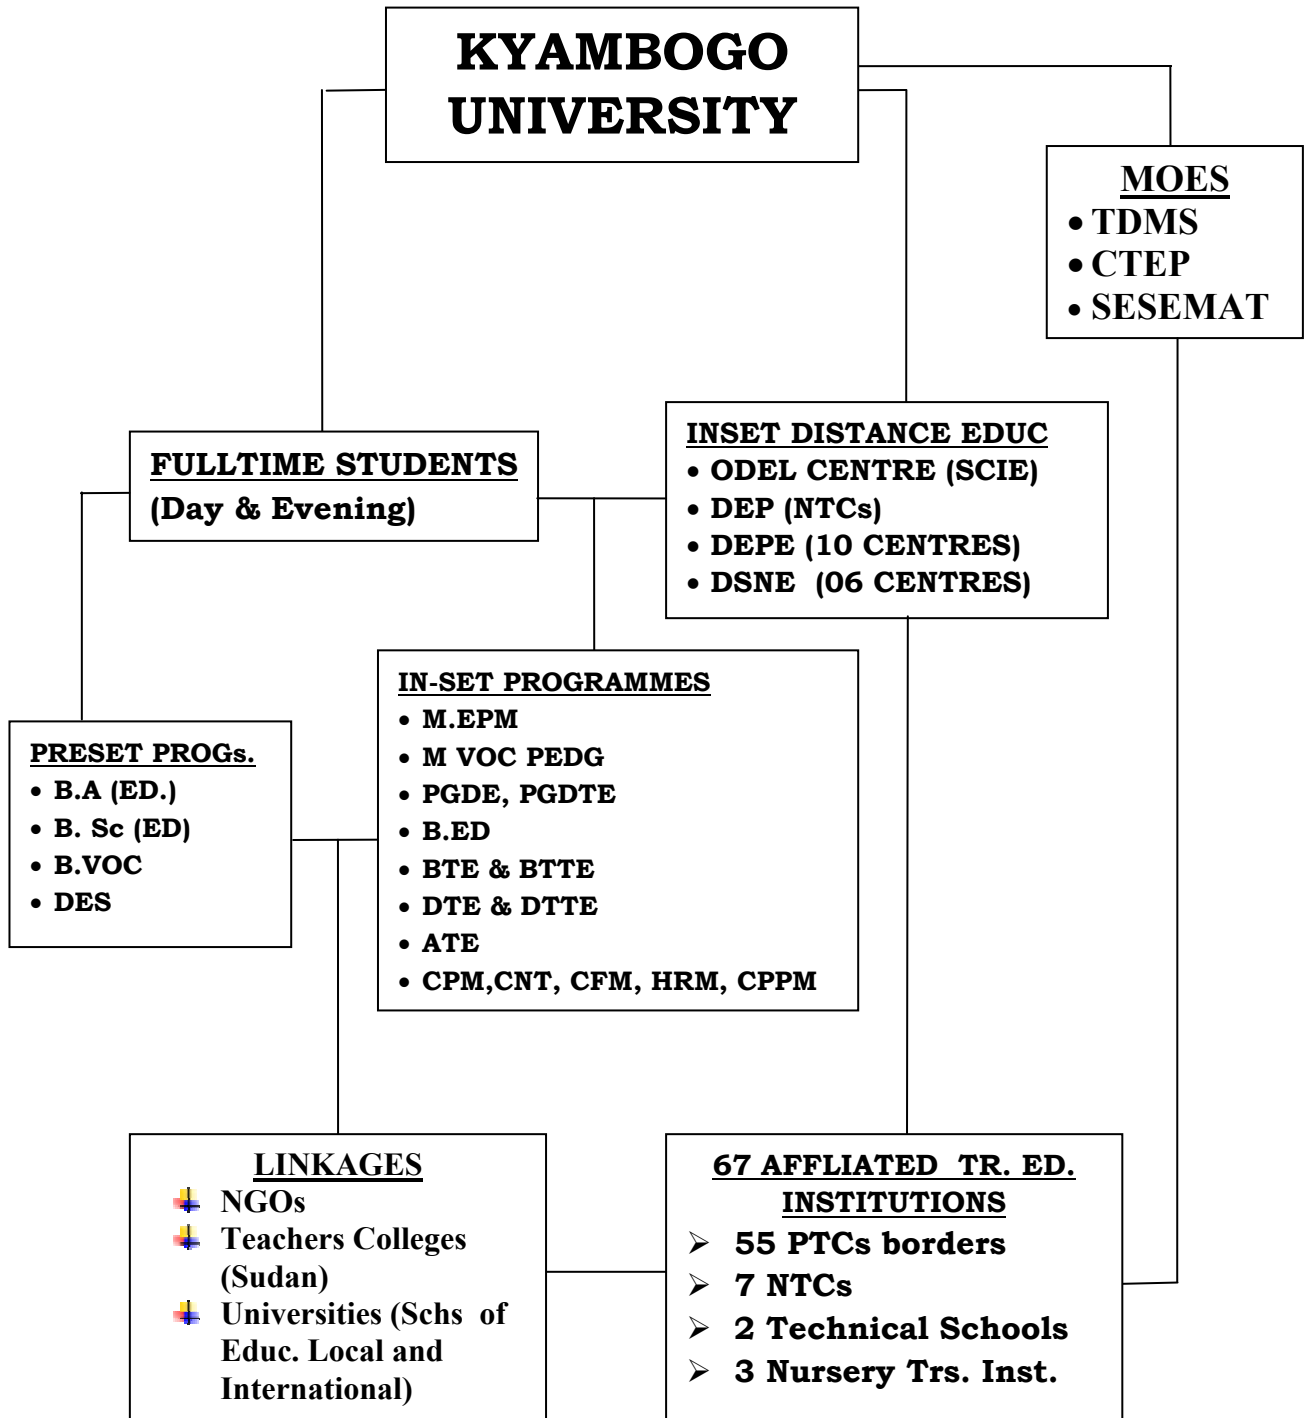 KYAMBOGO
UNIVERSITY
MOES
• TDMS
• CTEP
• SESEMAT
FULLTIME STUDENTS
(Day & Evening)
INSET DISTANCE EDUC
• ODEL CENTRE (SCIE)
• DEP (NTCs)
• DEPE (10 CENTRES)
• DSNE (06 CENTRES)
PRESET PROGs.
• B.A (ED.)
• B. Sc (ED)
• B.VOC
• DES
IN-SET PROGRAMMES
• M.EPM
• M VOC PEDG
• PGDE, PGDTE
• B.ED
• BTE & BTTE
• DTE & DTTE
• ATE
• CPM,CNT, CFM, HRM, CPPM
LINKAGES
NGOs
Teachers Colleges
(Sudan)
Universities (Schs of
Educ. Local and
International)
67 AFFLIATED TR. ED.
INSTITUTIONS
➢ 55 PTCs borders
➢ 7 NTCs
➢ 2 Technical Schools
➢ 3 Nursery Trs. Inst.